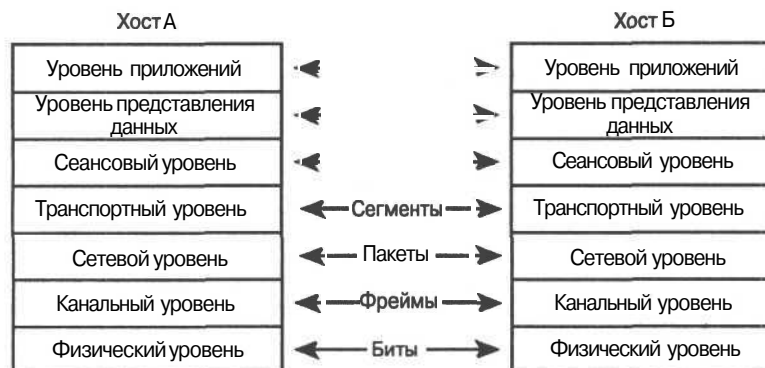 Хост А Хост Б
Уровень приложений Уровень приложений
Уровень представления данных Уровень представления данных
Сеансовый уровень Сеансовый уровень
Транспортный уровень Сегменты Транспортный уровень
Сетевой уровень Пакеты Сетевой уровень
Канальный уровень Фреймы Канальный уровень
Физический уровень Биты Физический уровень